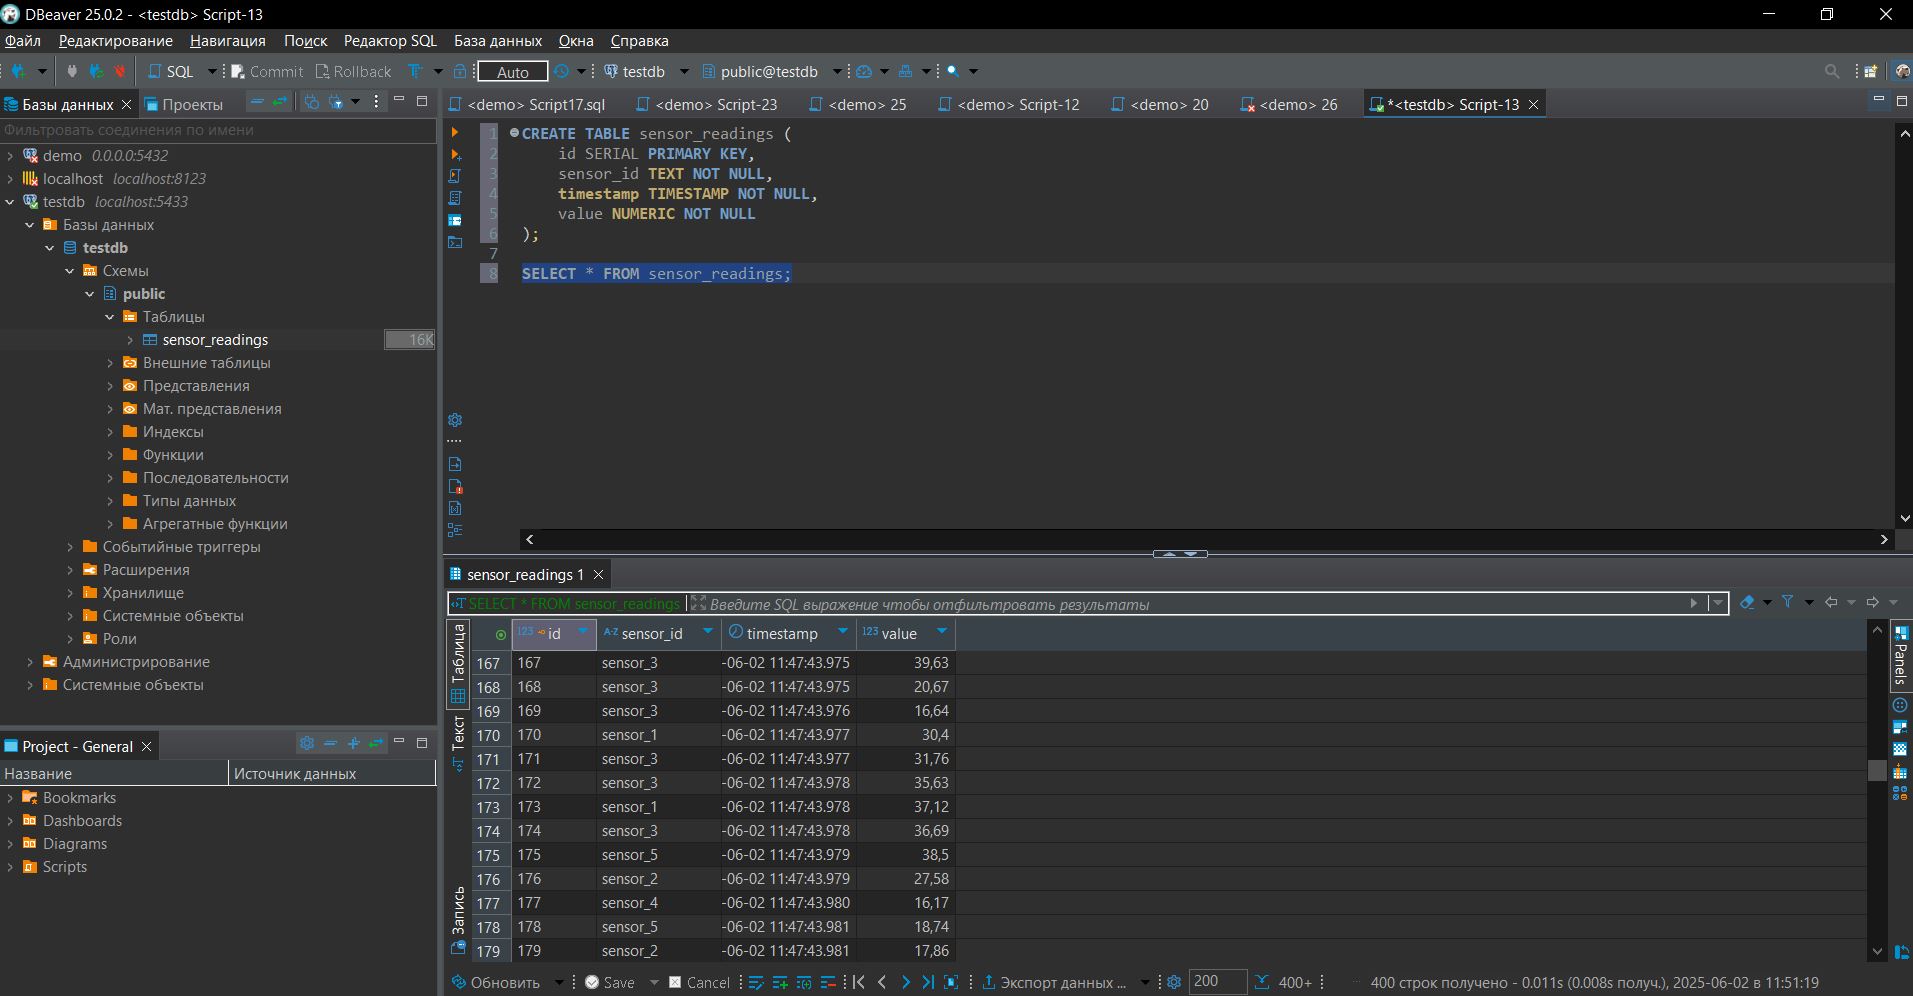 DBeaver 25.0.2 - <testdb> Script-13
Файл Редактирование Навигация Поиск Редактор SQL База данных Окна Справка
SQL Commit Rollback Auto testdb public@testdb
Базы данных Проекты
Фильтровать соединения по имени
demo 0.0.0.0:5432
localhost localhost:8123
testdb localhost:5433
Базы данных
testdb
Схемы
public
Таблицы
sensor_readings 16K
Внешние таблицы
Представления
Мат. представления
Индексы
Функции
Последовательности
Типы данных
Агрегатные функции
Событийные триггеры
Расширения
Хранилище
Системные объекты
Роли
Администрирование
Системные объекты
Project - General
Название Источник данных
Bookmarks
Dashboards
Diagrams
Scripts
<demo> Script17.sql <demo> Script-23 <demo> 25 <demo> Script-12 <demo> 20 <demo> 26 *<testdb> Script-13
1 CREATE TABLE sensor_readings (
2 id SERIAL PRIMARY KEY,
3 sensor_id TEXT NOT NULL,
4 timestamp TIMESTAMP NOT NULL,
5 value NUMERIC NOT NULL
6 );
7
8 SELECT * FROM sensor_readings;
sensor_readings 1
SELECT * FROM sensor_readings Введите SQL выражение чтобы отфильтровать результаты
Таблица
Текст
Запись
Panels
123 id A-Z sensor_id timestamp 123 value
167 167 sensor_3 -06-02 11:47:43.975 39,63
168 168 sensor_3 -06-02 11:47:43.975 20,67
169 169 sensor_3 -06-02 11:47:43.976 16,64
170 170 sensor_1 -06-02 11:47:43.977 30,4
171 171 sensor_3 -06-02 11:47:43.977 31,76
172 172 sensor_3 -06-02 11:47:43.978 35,63
173 173 sensor_1 -06-02 11:47:43.978 37,12
174 174 sensor_3 -06-02 11:47:43.978 36,69
175 175 sensor_5 -06-02 11:47:43.979 38,5
176 176 sensor_2 -06-02 11:47:43.979 27,58
177 177 sensor_4 -06-02 11:47:43.980 16,17
178 178 sensor_5 -06-02 11:47:43.981 18,74
179 179 sensor_2 -06-02 11:47:43.981 17,86
Обновить Save Cancel Экспорт данных ... 200 400+ 400 строк получено - 0.011s (0.008s получ.), 2025-06-02 в 11:51:19